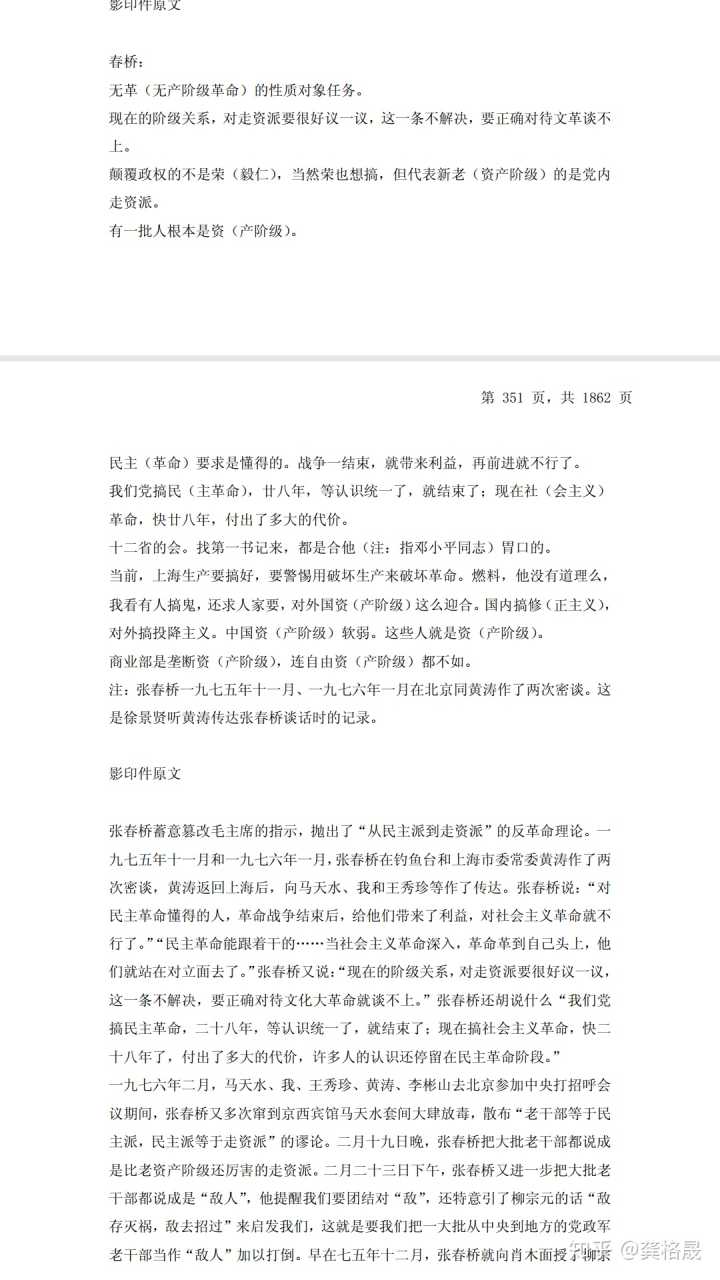 影印件原文
春桥：
无革（无产阶级革命）的性质对象任务。
现在的阶级关系，对走资派要很好议一议，这一条不解决，要正确对待文革谈不
上。
颠覆政权的不是荣（毅仁），当然荣也想搞，但代表新老（资产阶级）的是党内
走资派。
有一批人根本是资（产阶级）。
第 351 页，共 1862 页
民主（革命）要求是懂得的。战争一结束，就带来利益，再前进就不行了。
我们党搞民（主革命），廿八年，等认识统一了，就结束了；现在社（会主义）
革命，快廿八年，付出了多大的代价。
十二省的会。找第一书记来，都是合他（注：指邓小平同志）胃口的。
当前，上海生产要搞好，要警惕用破坏生产来破坏革命。燃料，他没有道理么，
我看有人搞鬼，还求人家要，对外国资（产阶级）这么迎合。国内搞修（正主义），
对外搞投降主义。中国资（产阶级）软弱。这些人就是资（产阶级）。
商业部是垄断资（产阶级），连自由资（产阶级）都不如。
注：张春桥一九七五年十一月、一九七六年一月在北京同黄涛作了两次密谈。这
是徐景贤听黄涛传达张春桥谈话时的记录。
影印件原文
张春桥蓄意篡改毛主席的指示，抛出了“从民主派到走资派”的反革命理论。一
九七五年十一月和一九七六年一月，张春桥在钓鱼台和上海市委常委黄涛作了两
次密谈，黄涛返回上海后，向马天水、我和王秀珍等作了传达。张春桥说：“对
民主革命懂得的人，革命战争结束后，给他们带来了利益，对社会主义革命就不
行了。”“民主革命能跟着干的……当社会主义革命深入，革命革到自己头上，他
们就站在对立面去了。”张春桥又说：“现在的阶级关系，对走资派要很好议一议，
这一条不解决，要正确对待文化大革命就谈不上。”张春桥还胡说什么“我们党
搞民主革命，二十八年，等认识统一了，就结束了；现在搞社会主义革命，快二
十八年了，付出了多大的代价，许多人的认识还停留在民主革命阶段。”
一九七六年二月，马天水、我、王秀珍、黄涛、李彬山去北京参加中央打招呼会
议期间，张春桥又多次窜到京西宾馆马天水套间大肆放毒，散布“老干部等于民
主派，民主派等于走资派”的谬论。二月十九日晚，张春桥把大批老干部都说成
是比老资产阶级还厉害的走资派。二月二十三日下午，张春桥又进一步把大批老
干部都说成是“敌人”，他提醒我们要团结对“敌”，还特意引了柳宗元的话“敌
存灭祸，敌去招过”来启发我们，这就是要我们把一大批从中央到地方的党政军
老干部当作“敌人”加以打倒。早在七五年十二月，张春桥就向肖木面授了柳宗
知乎 @龚格晟